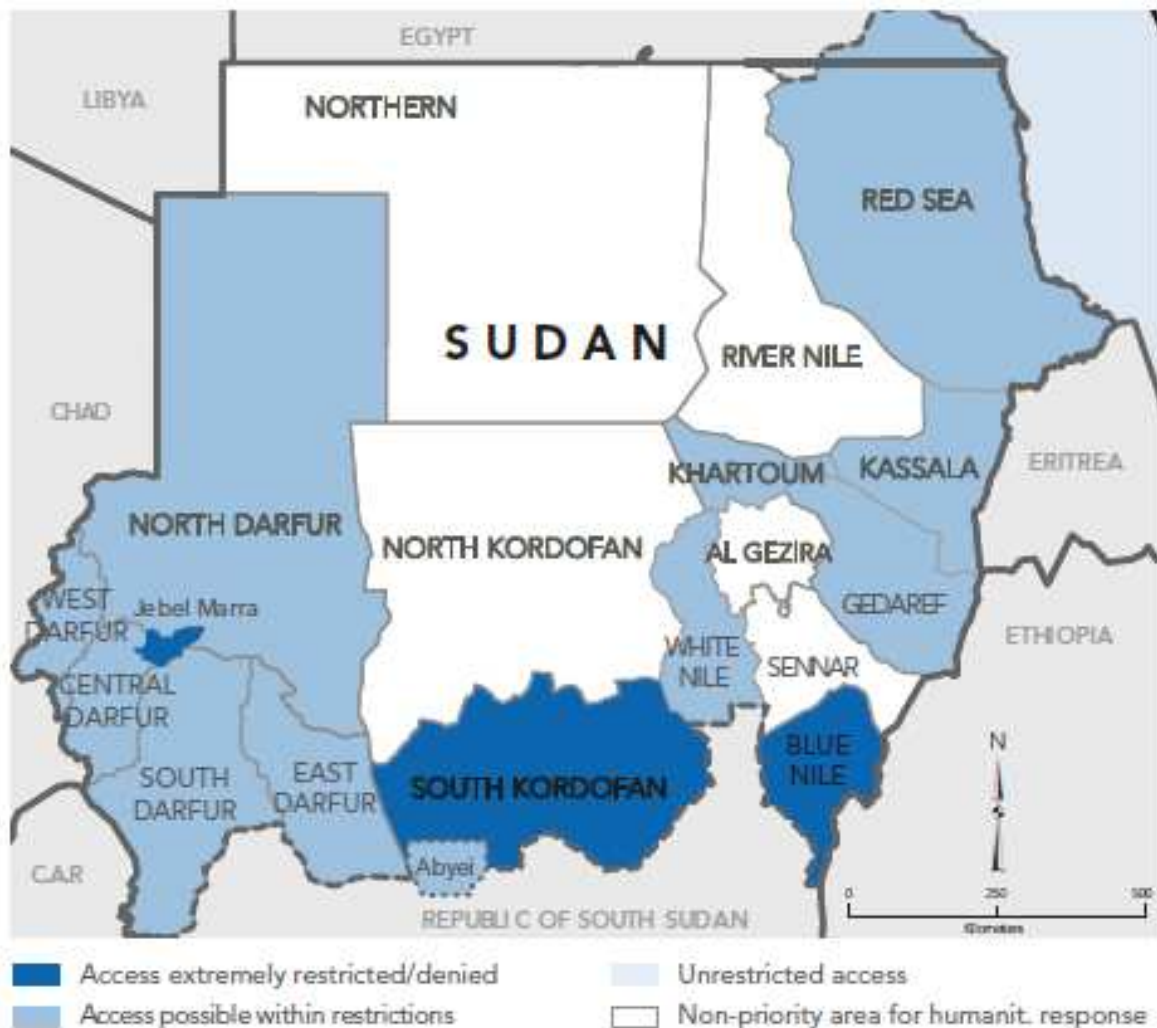 EGYPT
LIBYA
NORTHERN
RED SEA
SUDAN
RIVER NILE
CHAD
KHARTOUM
KASSALA
ERITREA
NORTH DARFUR
NORTH KORDOFAN
AL GEZIRA
WEST
DARFUR
Jebel Marra
GEDAREF
ETHIOPIA
WHITE
NILE
SENNAR
CENTRAL
DARFUR
N
BLUE
NILE
SOUTH
DARFUR
EAST
DARFUR
SOUTH KORDOFAN
Abyei
C.A.R
0 250 500
REPUBLIC OF SOUTH SUDAN
Access extremely restricted/denied
Unrestricted access
Access possible within restrictions
Non-priority area for humanit. response